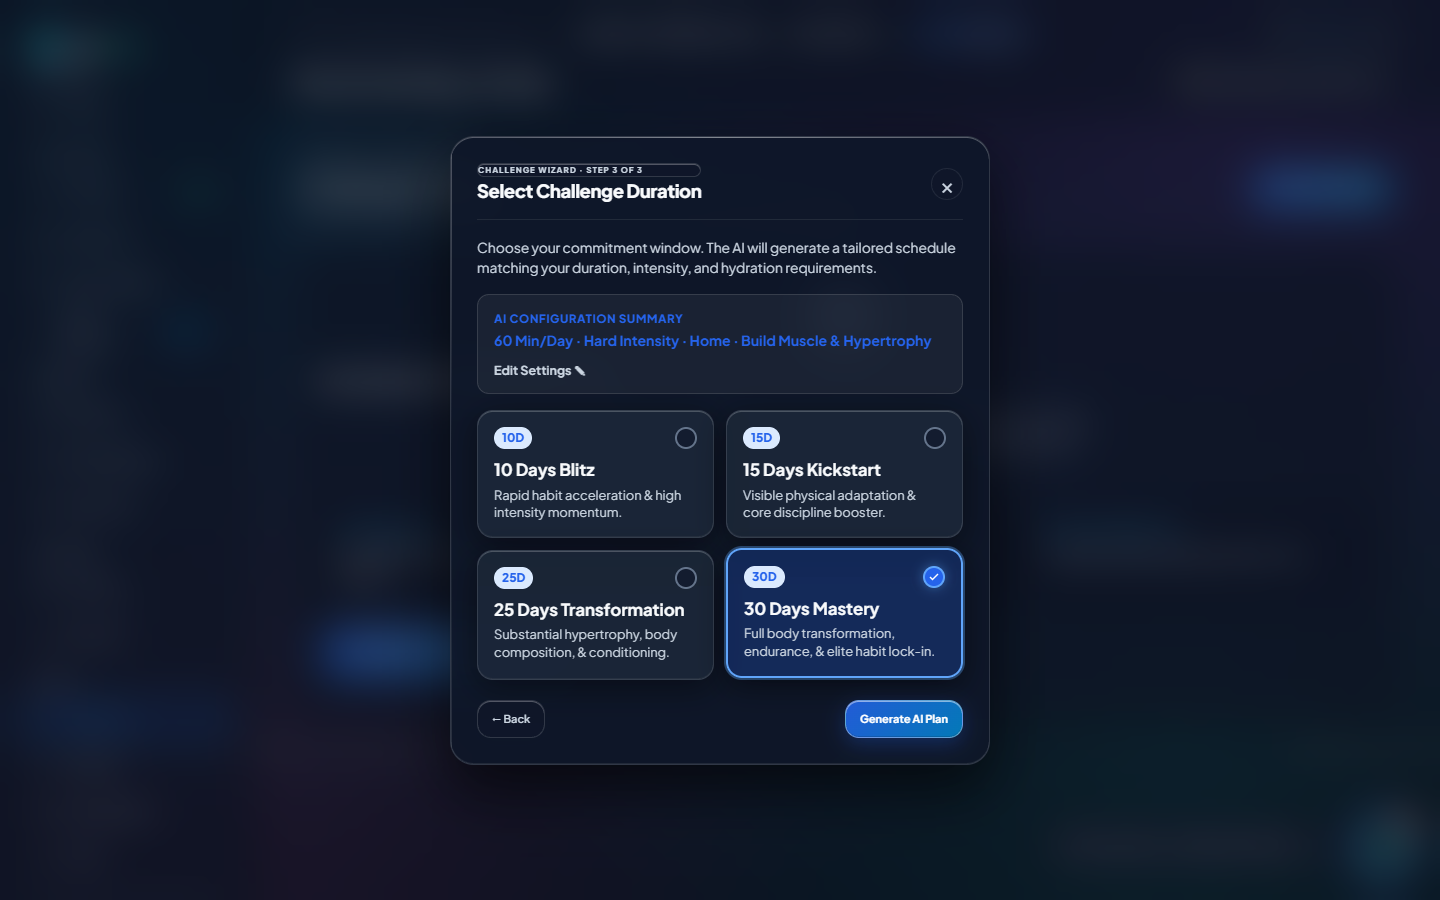 CHALLENGE WIZARD · STEP 3 OF 3
Select Challenge Duration
Choose your commitment window. The AI will generate a tailored schedule
matching your duration, intensity, and hydration requirements.
AI CONFIGURATION SUMMARY
60 Min/Day · Hard Intensity · Home · Build Muscle & Hypertrophy
Edit Settings ✎
10D
10 Days Blitz
Rapid habit acceleration & high
intensity momentum.
15D
15 Days Kickstart
Visible physical adaptation &
core discipline booster.
25D
25 Days Transformation
Substantial hypertrophy, body
composition, & conditioning.
30D
30 Days Mastery
Full body transformation,
endurance, & elite habit lock-in.
← Back
Generate AI Plan